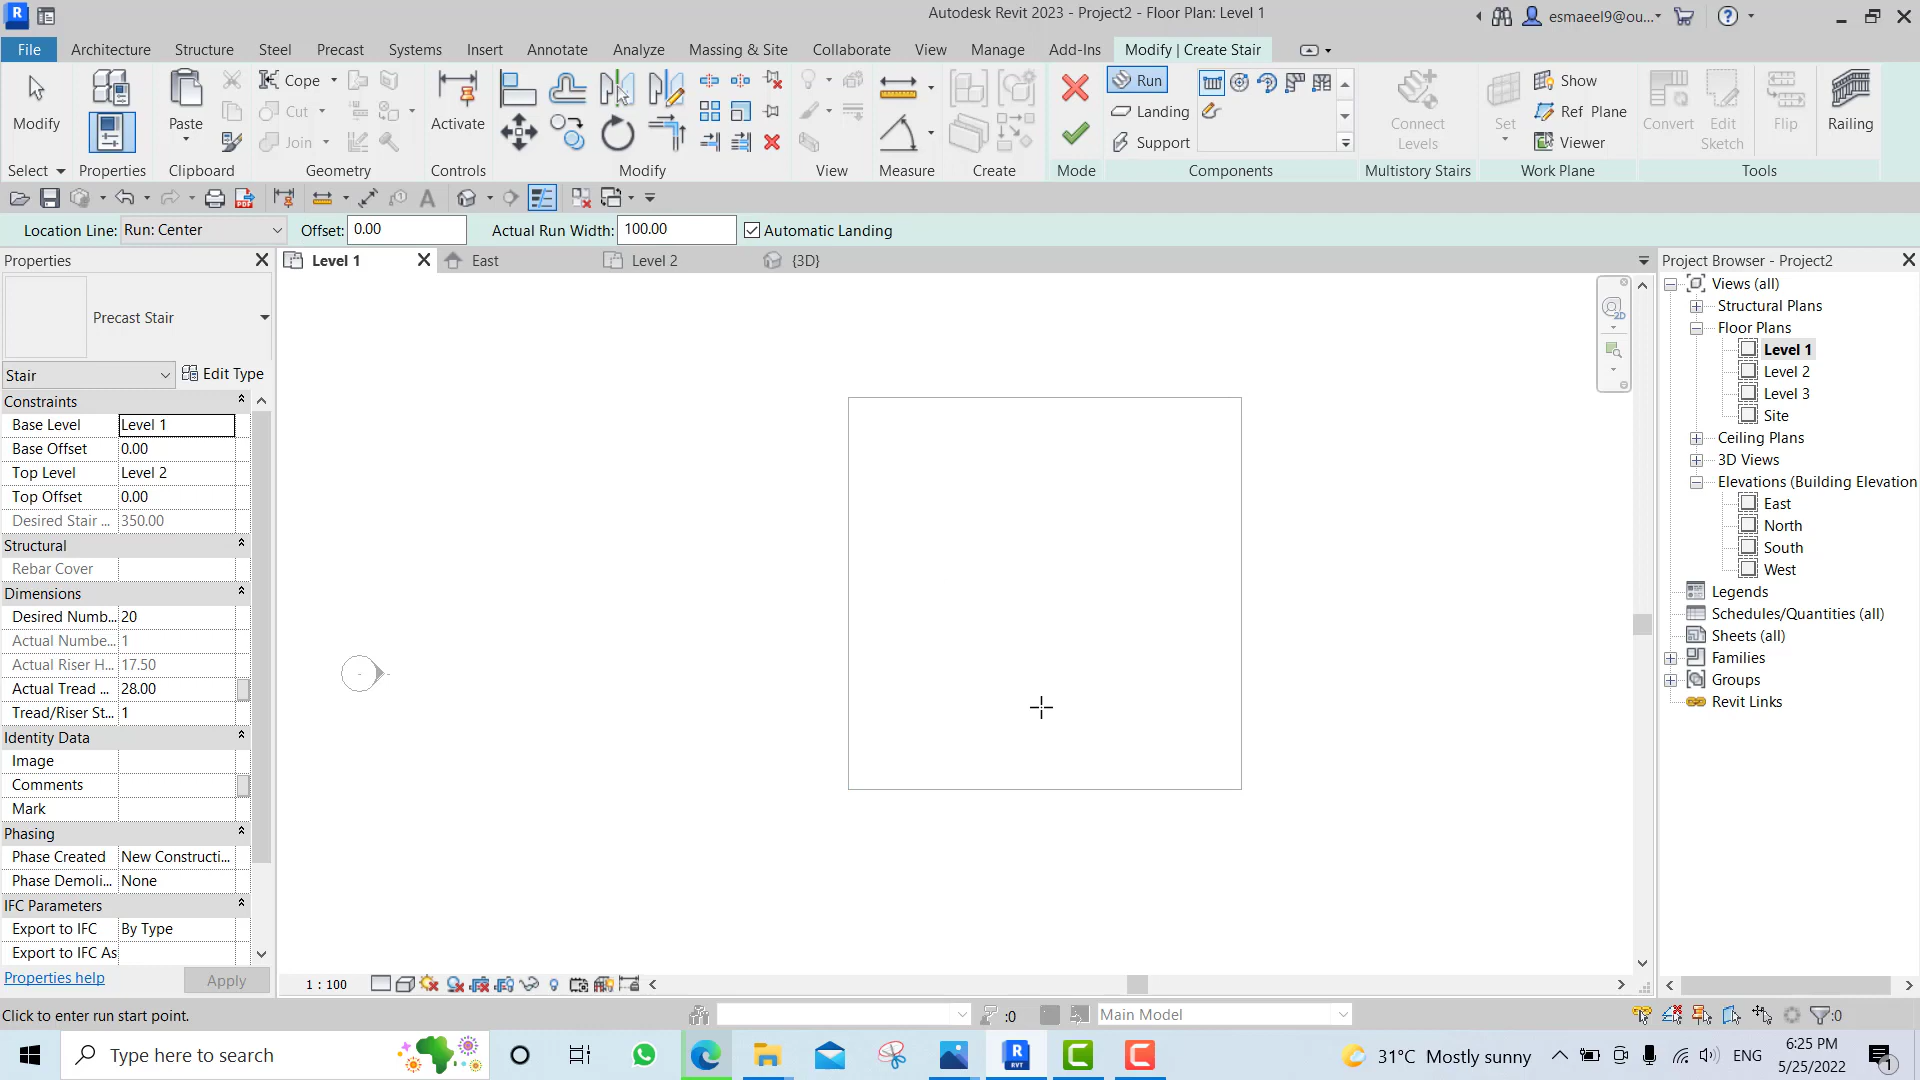 Autodesk Revit 2023 - Project2 - Floor Plan: Level 1
esmaeel9@ou...
File Architecture Structure Steel Precast Systems Insert Annotate Analyze Massing & Site Collaborate View Manage Add-Ins Modify | Create Stair
Modify
Select
Properties
Paste
Clipboard
Cope
Cut
Join
Geometry
Activate
Controls
Modify
View
Measure
Create
Mode
Run
Landing
Support
Components
Connect Levels
Multistory Stairs
Set
Show
Ref Plane
Viewer
Work Plane
Convert
Edit Sketch
Flip
Railing
Tools
Location Line: Run: Center Offset: 0.00 Actual Run Width: 100.00 Automatic Landing
Properties
Precast Stair
Stair Edit Type
Constraints
Base Level Level 1
Base Offset 0.00
Top Level Level 2
Top Offset 0.00
Desired Stair ... 350.00
Structural
Rebar Cover
Dimensions
Desired Numb... 20
Actual Numbe... 1
Actual Riser H... 17.50
Actual Tread ... 28.00
Tread/Riser St... 1
Identity Data
Image
Comments
Mark
Phasing
Phase Created New Constructi...
Phase Demoli... None
IFC Parameters
Export to IFC By Type
Export to IFC As
Properties help Apply
Level 1 East Level 2 {3D}
2D
1 : 100
Project Browser - Project2
Views (all)
Structural Plans
Floor Plans
Level 1
Level 2
Level 3
Site
Ceiling Plans
3D Views
Elevations (Building Elevation
East
North
South
West
Legends
Schedules/Quantities (all)
Sheets (all)
Families
Groups
Revit Links
Click to enter run start point.
:0
Main Model
:0
Type here to search
31°C Mostly sunny
ENG
6:25 PM
5/25/2022
1